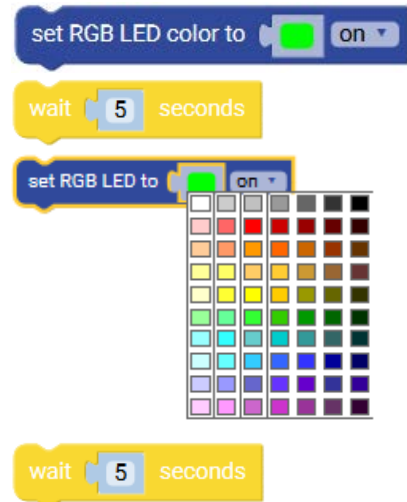 set RGB LED color to on
wait 5 seconds
set RGB LED to on
wait 5 seconds